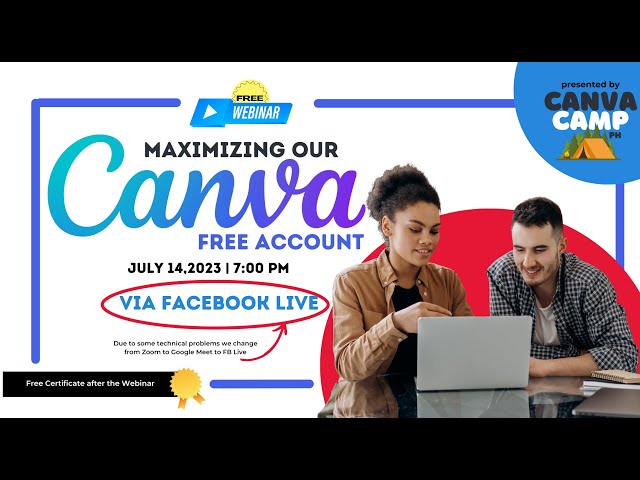 FREE
WEBINAR
presented by
CANVA
CAMP
PH
MAXIMIZING OUR
Canva
FREE ACCOUNT
JULY 14,2023 | 7:00 PM
VIA FACEBOOK LIVE
Due to some technical problems we change
from Zoom to Google Meet to FB Live
Free Certificate after the Webinar